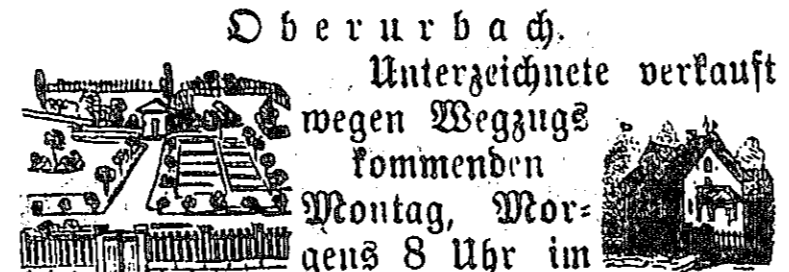 Oberurbach.
Unterzeichnete verkauft
wegen Wegzugs
kommenden
Montag, Mor-
gens 8 Uhr im